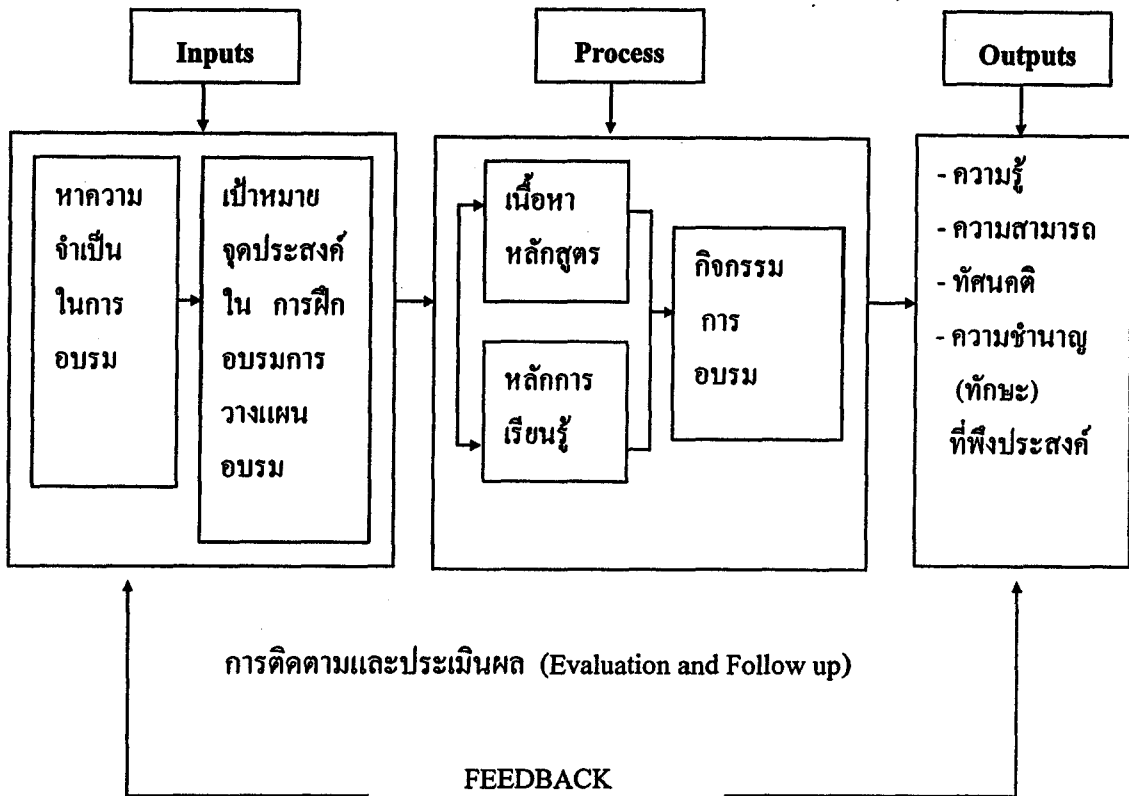 Inputs
Process
Outputs
หาความ
จำเป็น
ในการ
อบรม
เป้าหมาย
จุดประสงค์
ใน การฝึก
อบรมการ
วางแผน
อบรม
เนื้อหา
หลักสูตร
หลักการ
เรียนรู้
กิจกรรม
การ
อบรม
- ความรู้
- ความสามารถ
- ทัศนคติ
- ความชำนาญ
(ทักษะ)
ที่พึงประสงค์
การติดตามและประเมินผล (Evaluation and Follow up)
FEEDBACK